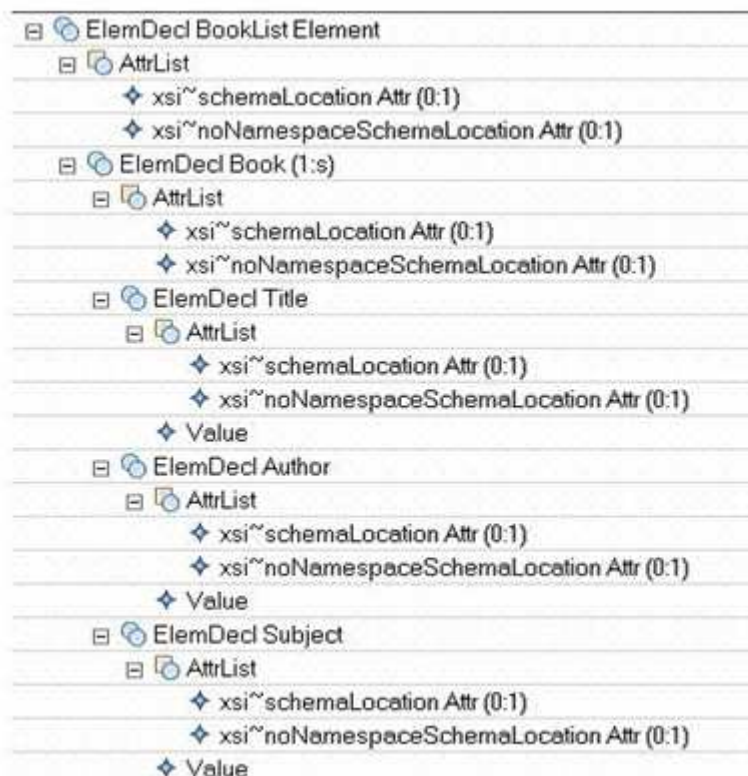 ElemDecl BookList Element
AttrList
xsi~schemaLocation Attr (0:1)
xsi~noNamespaceSchemaLocation Attr (0:1)
ElemDecl Book (1:s)
AttrList
xsi~schemaLocation Attr (0:1)
xsi~noNamespaceSchemaLocation Attr (0:1)
ElemDecl Title
AttrList
xsi~schemaLocation Attr (0:1)
xsi~noNamespaceSchemaLocation Attr (0:1)
Value
ElemDecl Author
AttrList
xsi~schemaLocation Attr (0:1)
xsi~noNamespaceSchemaLocation Attr (0:1)
Value
ElemDecl Subject
AttrList
xsi~schemaLocation Attr (0:1)
xsi~noNamespaceSchemaLocation Attr (0:1)
Value